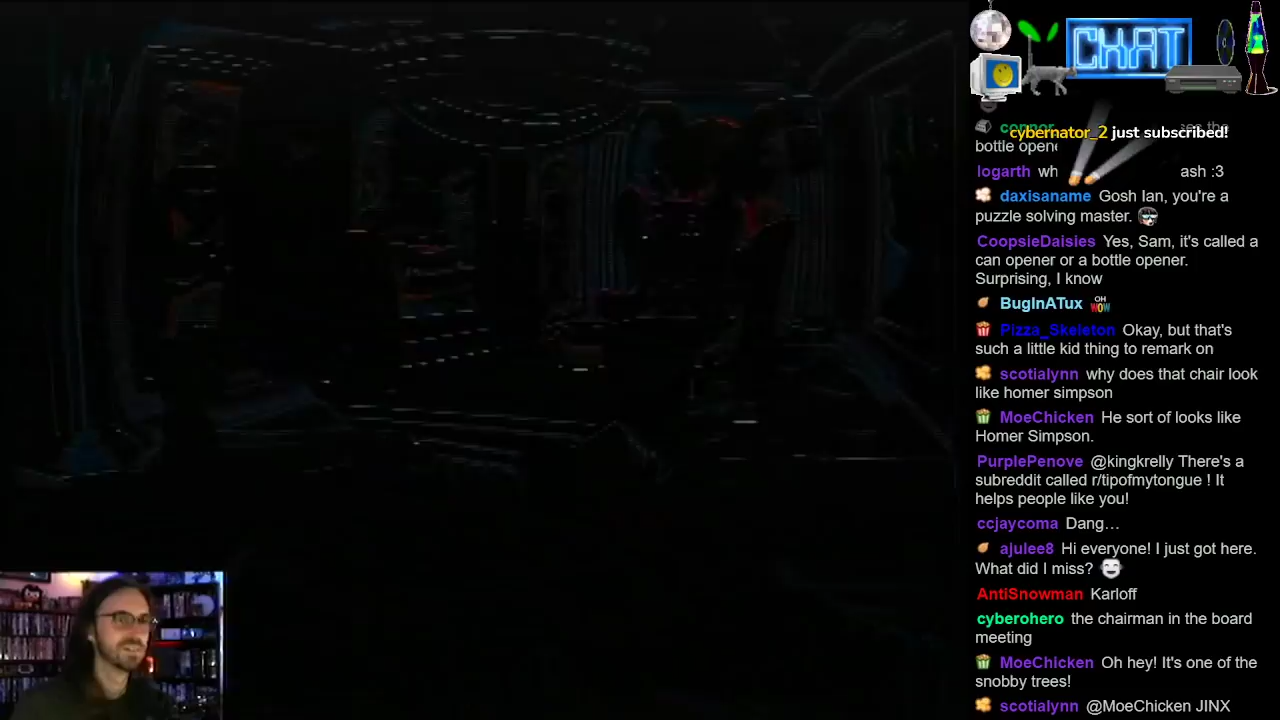 CHAT
connor
cybernator_2 just subscribed!
bottle opene
logarth wh ash :3
daxisaname Gosh Ian, you're a
puzzle solving master.
CoopsieDaisies Yes, Sam, it's called a
can opener or a bottle opener.
Surprising, I know
BugInATux OH WOW
Pizza_Skeleton Okay, but that's
such a little kid thing to remark on
scotialynn why does that chair look
like homer simpson
MoeChicken He sort of looks like
Homer Simpson.
PurplePenove @kingkrelly There's a
subreddit called r/tipofmytongue ! It
helps people like you!
ccjaycoma Dang…
ajulee8 Hi everyone! I just got here.
What did I miss?
AntiSnowman Karloff
cyberohero the chairman in the board
meeting
MoeChicken Oh hey! It's one of the
snobby trees!
scotialynn @MoeChicken JINX